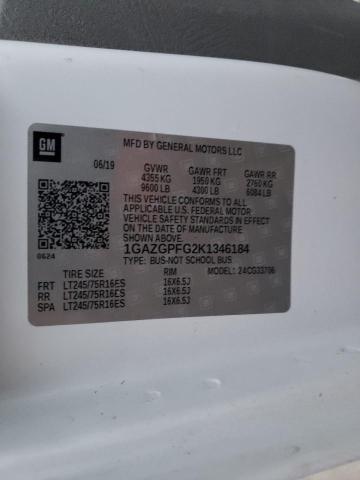 GM
MFD BY GENERAL MOTORS LLC
06/19 GVWR GAWR FRT GAWR RR
4355 KG 1950 KG 2760 KG
9600 LB 4300 LB 6084 LB
THIS VEHICLE CONFORMS TO ALL
APPLICABLE U.S. FEDERAL MOTOR
VEHICLE SAFETY STANDARDS IN
EFFECT ON THE DATE OF
MANUFACTURE SHOWN ABOVE.
1GAZGPFG2K1346184
0624 TYPE: BUS-NOT SCHOOL BUS
TIRE SIZE RIM MODEL: 24CG33706
FRT LT245/75R16ES 16X6.5J
RR LT245/75R16ES 16X6.5J
SPA LT245/75R16ES 16X6.5J